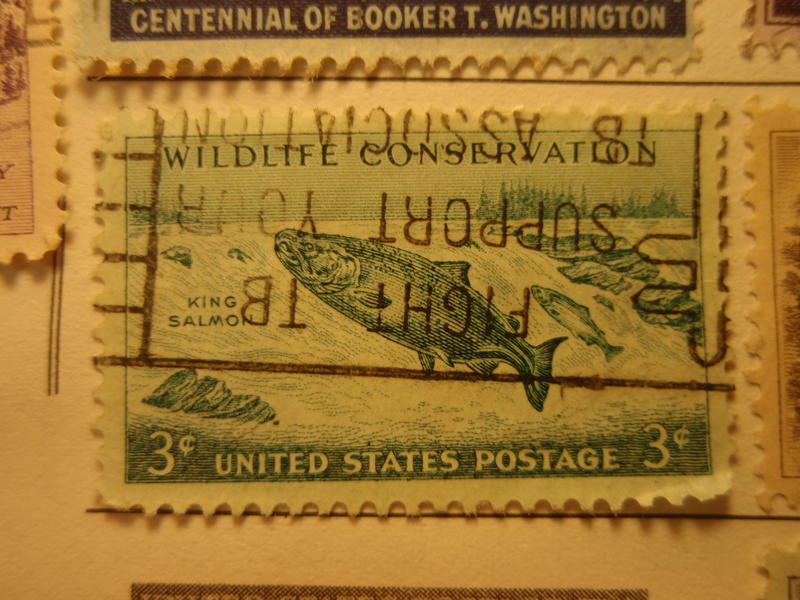 CENTENNIAL OF BOOKER T. WASHINGTON
WILDLIFE CONSERVATION
KING
SALMON
3¢ UNITED STATES POSTAGE 3¢
FIGHT TB
SUPPORT YOUR
TB ASSOCIATION
Y
T